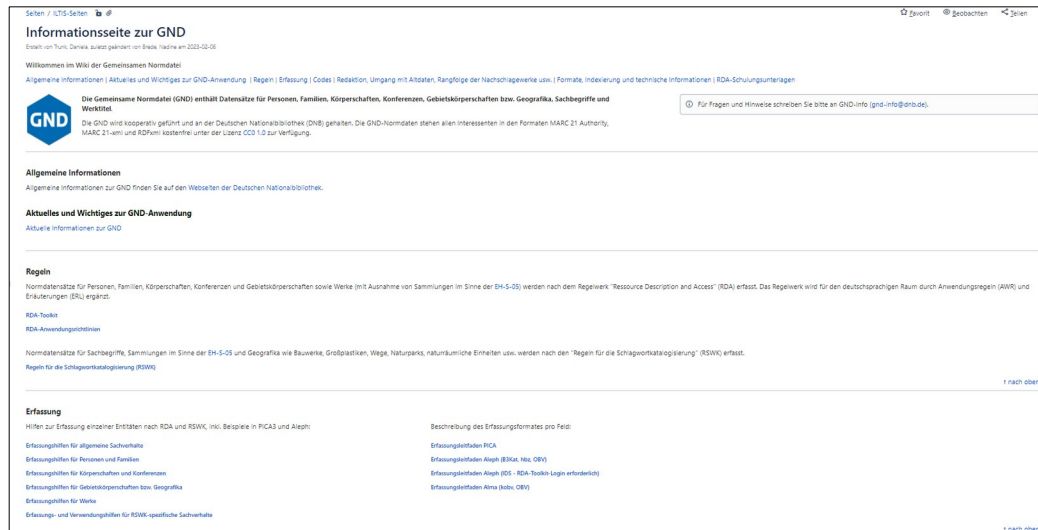 Seiten / ILTIS-Seiten
Favorit Beobachten Teilen
Informationsseite zur GND
Erstellt von Trunk, Daniela, zuletzt geändert von Brede, Nadine am 2023-02-06
Willkommen im Wiki der Gemeinsamen Normdatei
Allgemeine Informationen | Aktuelles und Wichtiges zur GND-Anwendung | Regeln | Erfassung | Codes | Redaktion, Umgang mit Altdaten, Rangfolge der Nachschlagewerke usw. | Formate, Indexierung und technische Informationen | RDA-Schulungsunterlagen
GND
Die Gemeinsame Normdatei (GND) enthält Datensätze für Personen, Familien, Körperschaften, Konferenzen, Gebietskörperschaften bzw. Geografika, Sachbegriffe und
Werktitel.
Die GND wird kooperativ geführt und an der Deutschen Nationalbibliothek (DNB) gehalten. Die GND-Normdaten stehen allen Interessenten in den Formaten MARC 21 Authority,
MARC 21-xml und RDFxml kostenfrei unter der Lizenz CC0 1.0 zur Verfügung.
Für Fragen und Hinweise schreiben Sie bitte an GND-Info (gnd-info@dnb.de).
Allgemeine Informationen
Allgemeine Informationen zur GND finden Sie auf den Webseiten der Deutschen Nationalbibliothek.
Aktuelles und Wichtiges zur GND-Anwendung
Aktuelle Informationen zur GND
Regeln
Normdatensätze für Personen, Familien, Körperschaften, Konferenzen und Gebietskörperschaften sowie Werke (mit Ausnahme von Sammlungen im Sinne der EH-S-05) werden nach dem Regelwerk "Ressource Description and Access" (RDA) erfasst. Das Regelwerk wird für den deutschsprachigen Raum durch Anwendungsregeln (AWR) und
Erläuterungen (ERL) ergänzt.
RDA-Toolkit
RDA-Anwendungsrichtlinien
Normdatensätze für Sachbegriffe, Sammlungen im Sinne der EH-S-05 und Geografika wie Bauwerke, Großplastiken, Wege, Naturparks, naturräumliche Einheiten usw. werden nach den "Regeln für die Schlagwortkatalogisierung" (RSWK) erfasst.
Regeln für die Schlagwortkatalogisierung (RSWK)
↑ nach oben
Erfassung
Hilfen zur Erfassung einzelner Entitäten nach RDA und RSWK, inkl. Beispiele in PICA3 und Aleph:
Erfassungshilfen für allgemeine Sachverhalte
Erfassungshilfen für Personen und Familien
Erfassungshilfen für Körperschaften und Konferenzen
Erfassungshilfen für Gebietskörperschaften bzw. Geografika
Erfassungshilfen für Werke
Erfassungs- und Verwendungshilfen für RSWK-spezifische Sachverhalte
Beschreibung des Erfassungsformates pro Feld:
Erfassungsleitfaden PICA
Erfassungsleitfaden Aleph (B3Kat, hbz, OBV)
Erfassungsleitfaden Aleph (IDS - RDA-Toolkit-Login erforderlich)
Erfassungsleitfaden Alma (kobv, OBV)
↑ nach oben